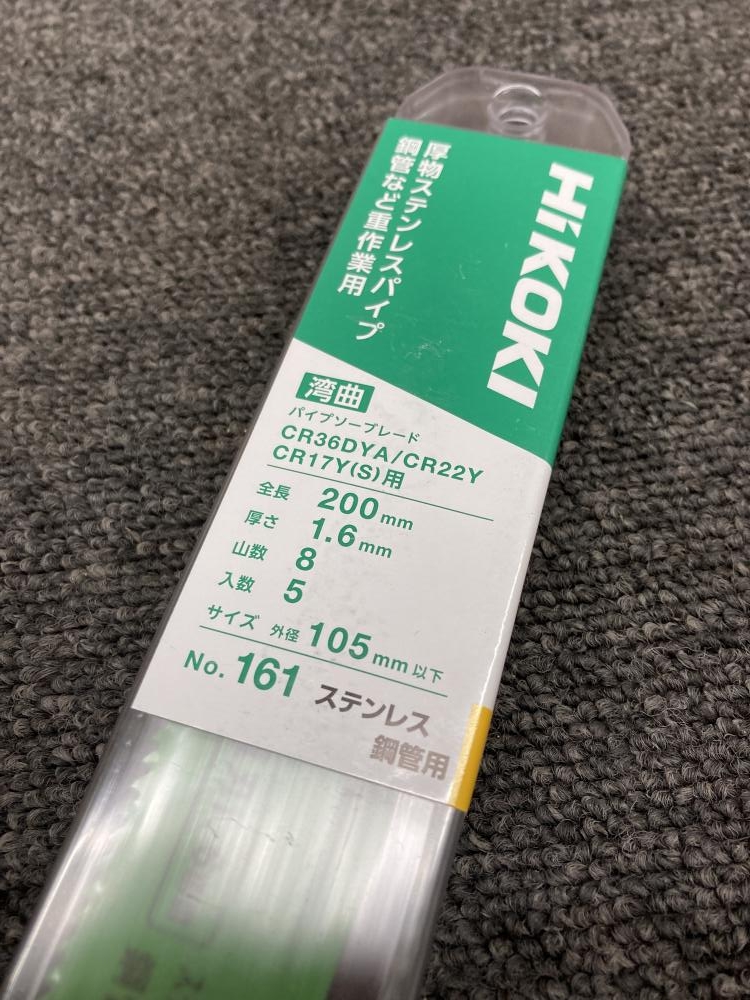 HiKOKI
厚物ステンレスパイプ
鋼管など重作業用
湾曲
パイプソーブレード
CR36DYA/CR22Y
CR17Y(S)用
全長 200mm
厚さ 1.6mm
山数 8
入数 5
サイズ 外径 105mm以下
No. 161 ステンレス
鋼管用